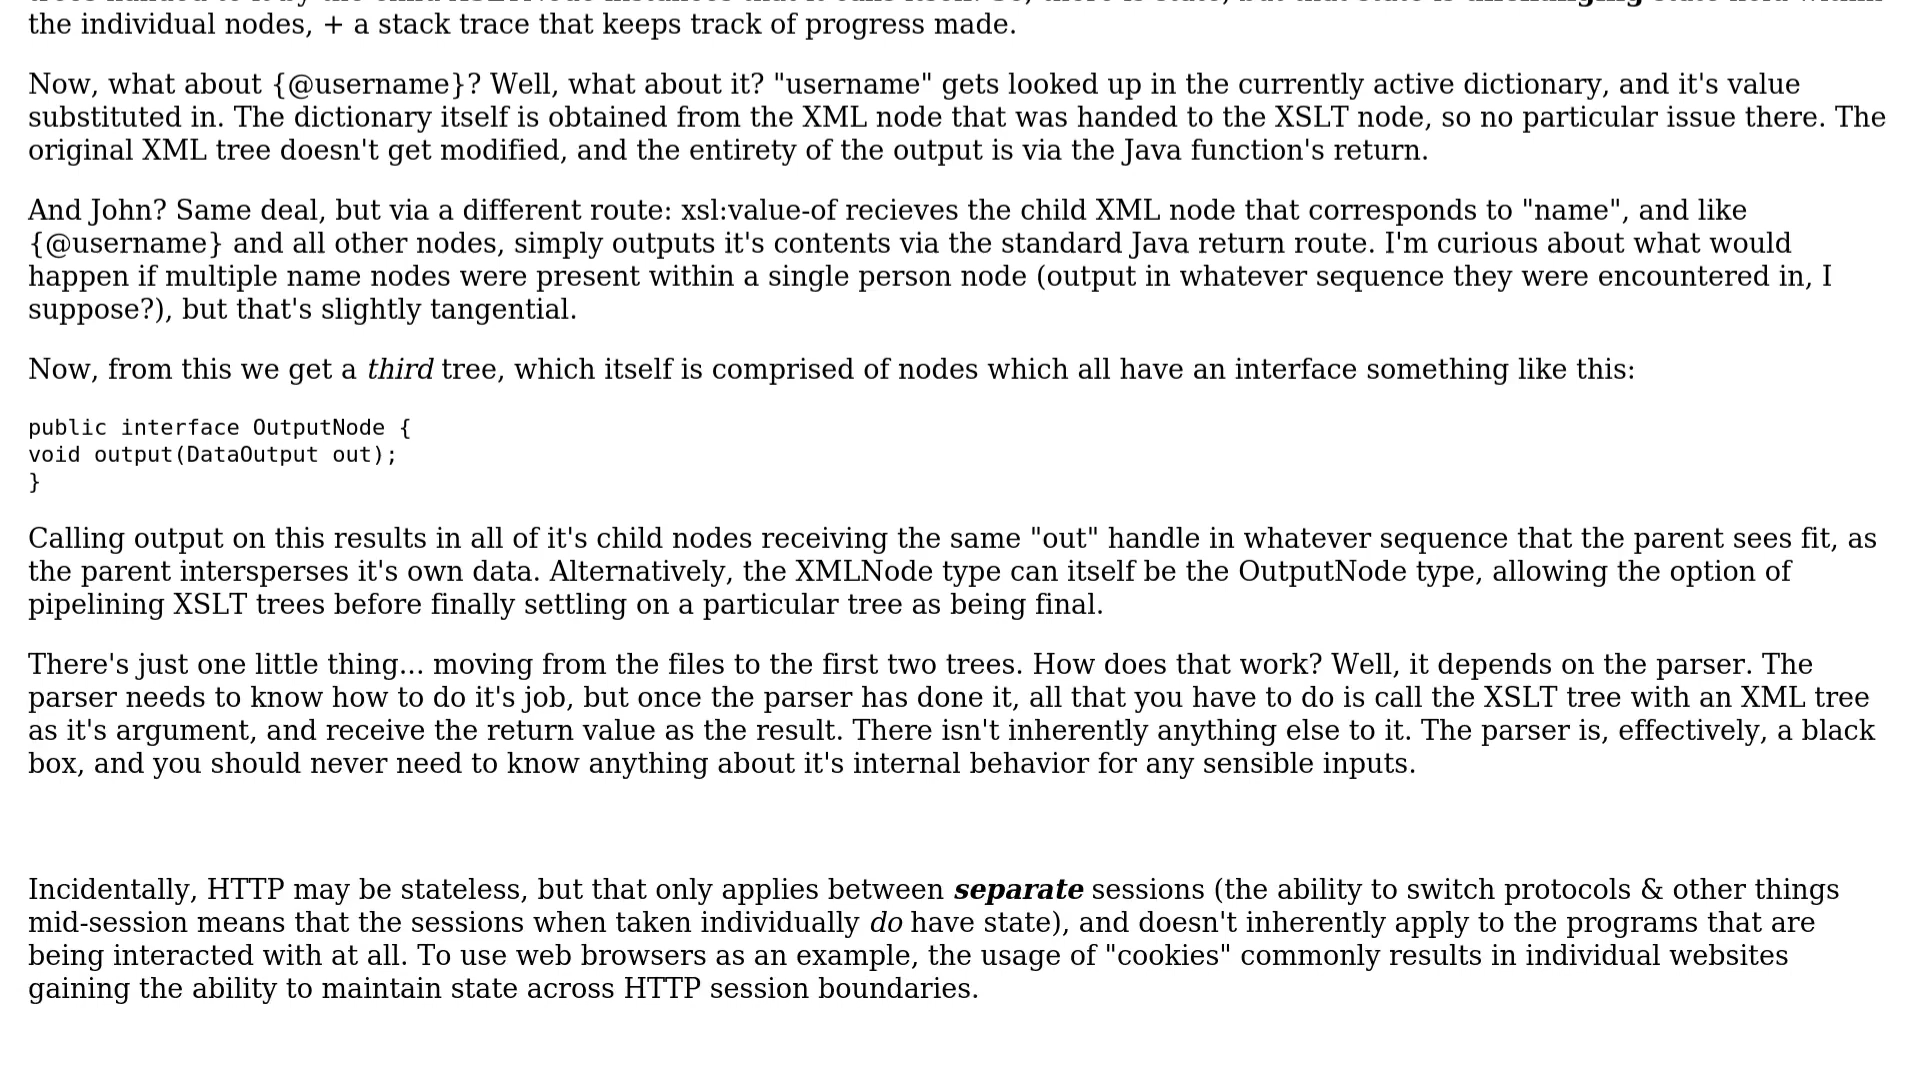 the individual nodes, + a stack trace that keeps track of progress made.
Now, what about {@username}? Well, what about it? "username" gets looked up in the currently active dictionary, and it's value
substituted in. The dictionary itself is obtained from the XML node that was handed to the XSLT node, so no particular issue there. The
original XML tree doesn't get modified, and the entirety of the output is via the Java function's return.
And John? Same deal, but via a different route: xsl:value-of recieves the child XML node that corresponds to "name", and like
{@username} and all other nodes, simply outputs it's contents via the standard Java return route. I'm curious about what would
happen if multiple name nodes were present within a single person node (output in whatever sequence they were encountered in, I
suppose?), but that's slightly tangential.
Now, from this we get a third tree, which itself is comprised of nodes which all have an interface something like this:
public interface OutputNode {
void output(DataOutput out);
}
Calling output on this results in all of it's child nodes receiving the same "out" handle in whatever sequence that the parent sees fit, as
the parent intersperses it's own data. Alternatively, the XMLNode type can itself be the OutputNode type, allowing the option of
pipelining XSLT trees before finally settling on a particular tree as being final.
There's just one little thing... moving from the files to the first two trees. How does that work? Well, it depends on the parser. The
parser needs to know how to do it's job, but once the parser has done it, all that you have to do is call the XSLT tree with an XML tree
as it's argument, and receive the return value as the result. There isn't inherently anything else to it. The parser is, effectively, a black
box, and you should never need to know anything about it's internal behavior for any sensible inputs.
Incidentally, HTTP may be stateless, but that only applies between separate sessions (the ability to switch protocols & other things
mid-session means that the sessions when taken individually do have state), and doesn't inherently apply to the programs that are
being interacted with at all. To use web browsers as an example, the usage of "cookies" commonly results in individual websites
gaining the ability to maintain state across HTTP session boundaries.